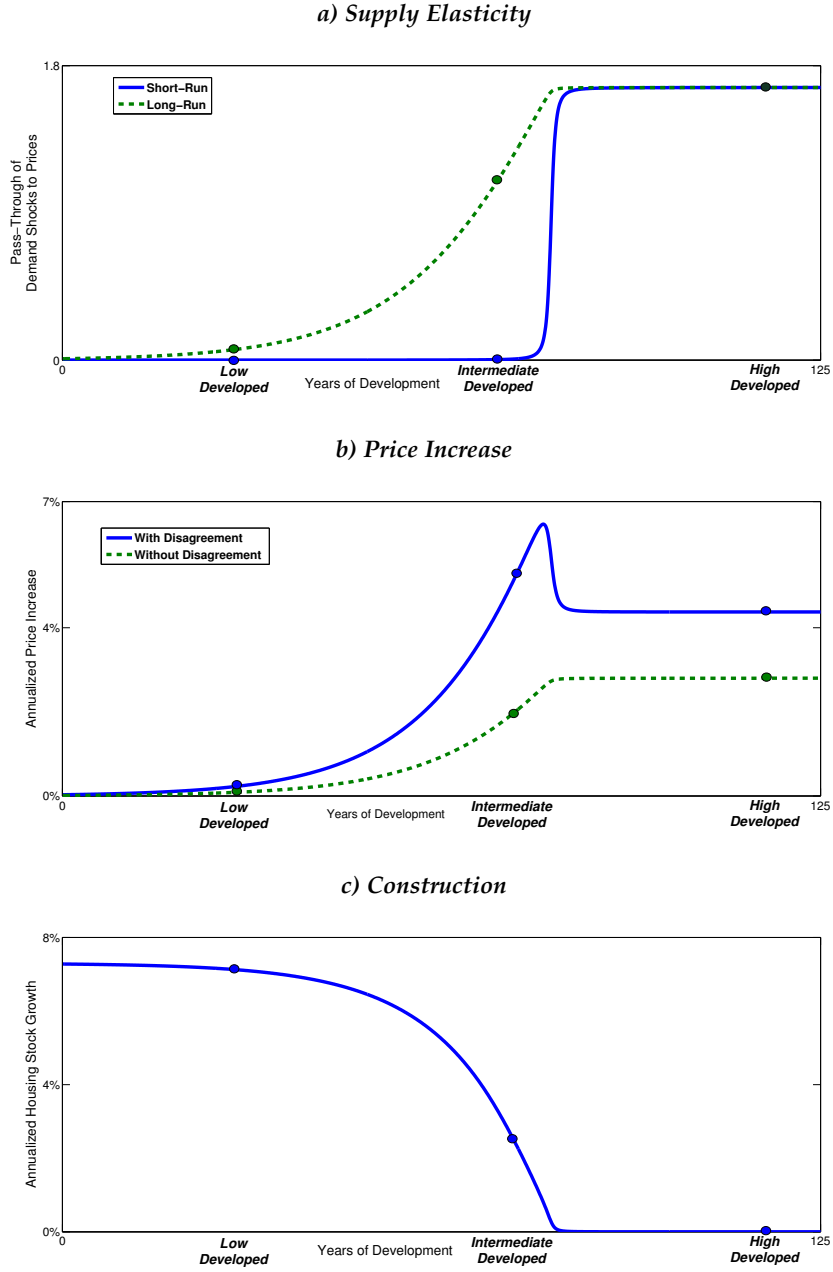 a) Supply Elasticity
1.8
Short−Run
Long−Run
Pass−Through of
Demand Shocks to Prices
0
0
Low
Developed
Years of Development
Intermediate
Developed
High
Developed
125
b) Price Increase
7%
With Disagreement
Without Disagreement
4%
Annualized Price Increase
0%
0
Low
Developed
Years of Development
Intermediate
Developed
High
Developed
125
c) Construction
8%
4%
Annualized Housing Stock Growth
0%
0
Low
Developed
Years of Development
Intermediate
Developed
High
Developed
125